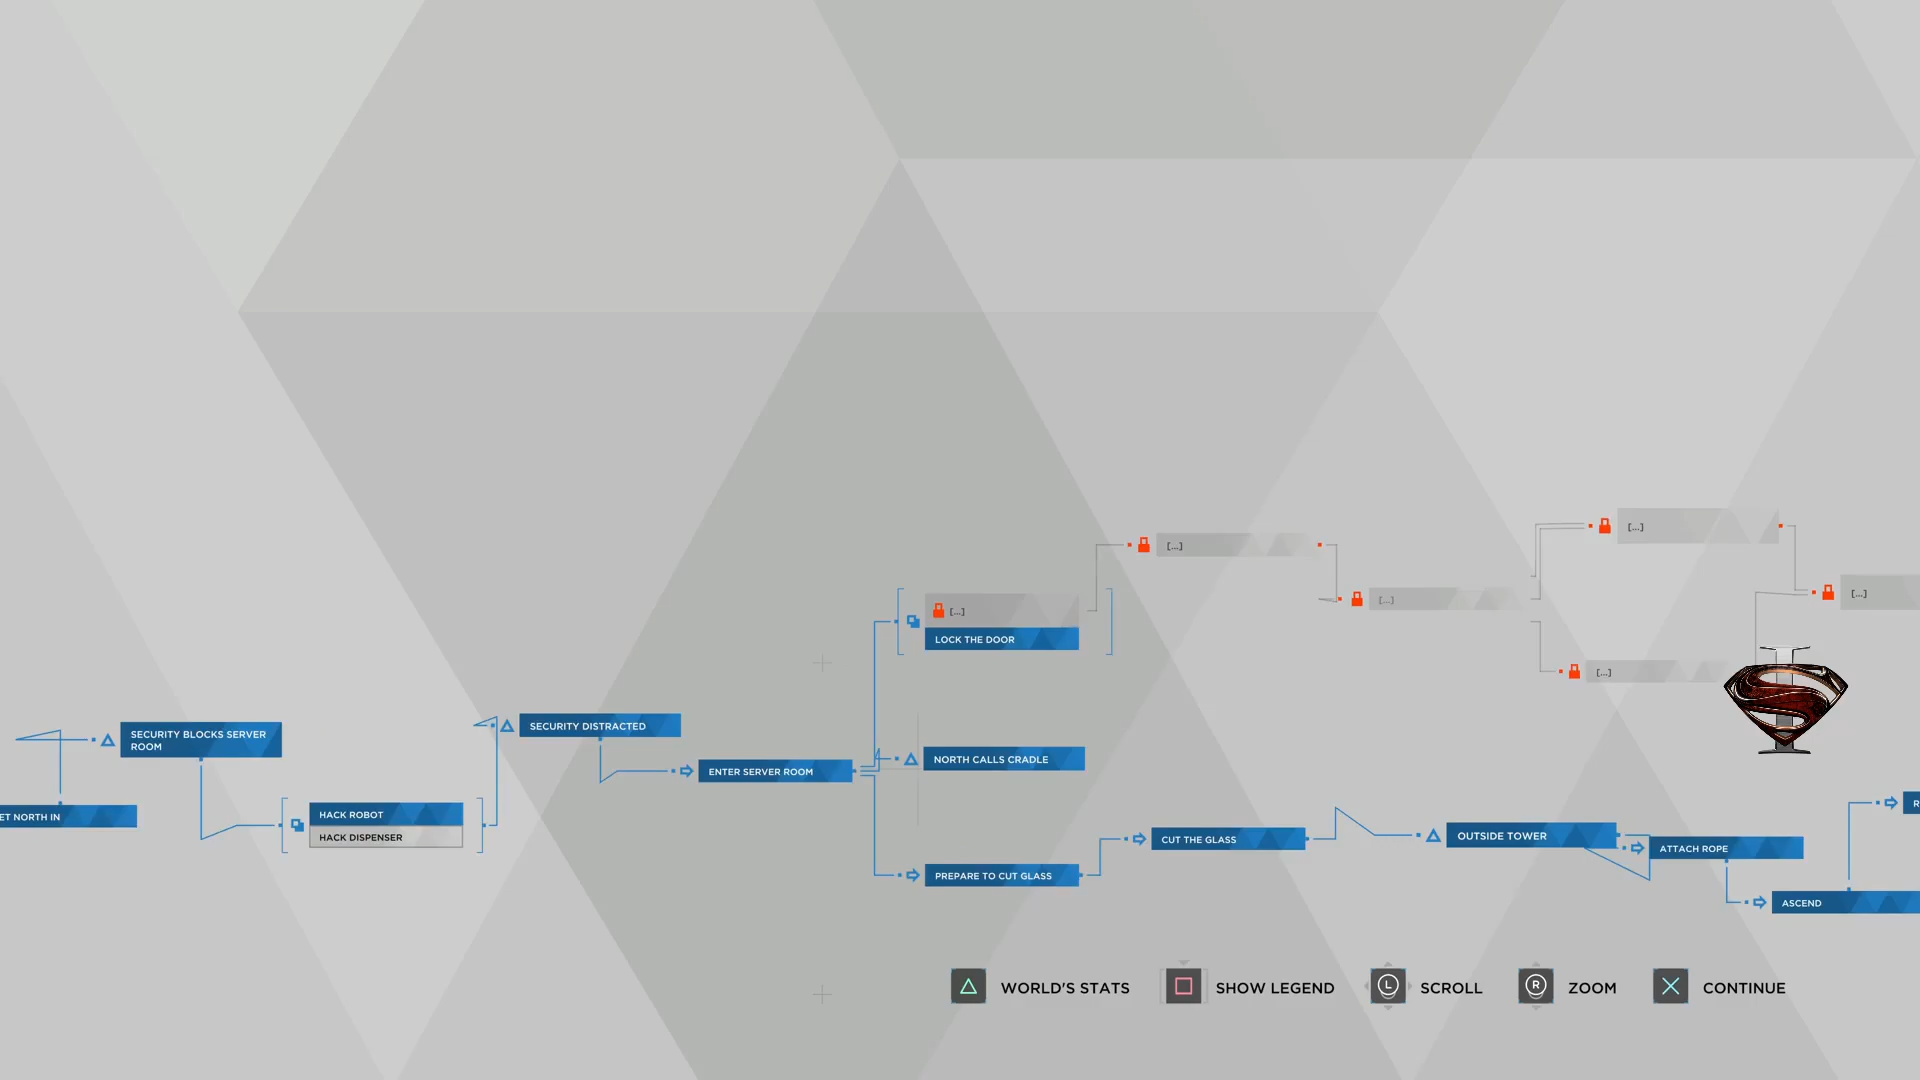 [...]
[...]
[...]
[...]
[...]
[...]
LOCK THE DOOR
SECURITY BLOCKS SERVER
ROOM
SECURITY DISTRACTED
ENTER SERVER ROOM
NORTH CALLS CRADLE
ET NORTH IN
HACK ROBOT
HACK DISPENSER
PREPARE TO CUT GLASS
CUT THE GLASS
OUTSIDE TOWER
ATTACH ROPE
R
ASCEND
WORLD'S STATS
SHOW LEGEND
L
SCROLL
R
ZOOM
CONTINUE